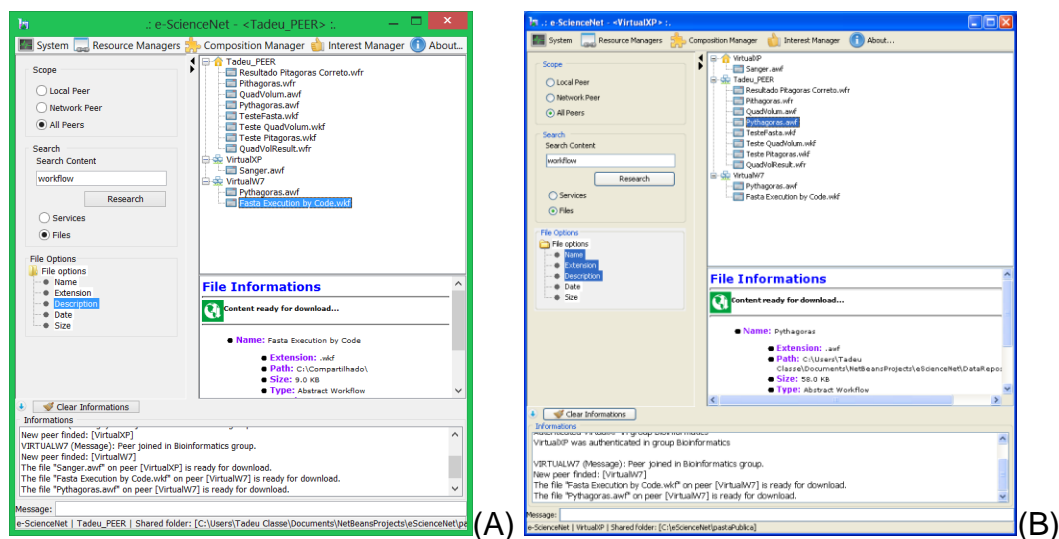 .: e-ScienceNet - <Tadeu_PEER> :.
System Resource Managers Composition Manager Interest Manager About...
Scope
Local Peer
Network Peer
All Peers
Search
Search Content
workflow
Research
Services
Files
File Options
File options
Name
Extension
Description
Date
Size
Tadeu_PEER
Resultado Pitagoras Correto.wfr
Pithagoras.wfr
QuadVolum.awf
Pythagoras.awf
TesteFasta.wkf
Teste QuadVolum.wkf
Teste Pitagoras.wkf
QuadVolResult.wfr
VirtualXP
Sanger.awf
VirtualW7
Pythagoras.awf
Fasta Execution by Code.wkf
File Informations
Content ready for download...
Name: Fasta Execution by Code
Extension: .wkf
Path: C:\Compartilhado\
Size: 9.0 KB
Type: Abstract Workflow
Clear Informations
Informations
New peer finded: [VirtualXP]
VIRTUALW7 (Message): Peer joined in Bioinformatics group.
New peer finded: [VirtualW7]
The file "Sanger.awf" on peer [VirtualXP] is ready for download.
The file "Fasta Execution by Code.wkf" on peer [VirtualW7] is ready for download.
The file "Pythagoras.awf" on peer [VirtualW7] is ready for download.
Message:
e-ScienceNet | Tadeu_PEER | Shared folder: [C:\Users\Tadeu Classe\Documents\NetBeansProjects\eScienceNet\pa
(A)
.: e-ScienceNet - <VirtualXP> :.
System Resource Managers Composition Manager Interest Manager About...
Scope
Local Peer
Network Peer
All Peers
Search
Search Content
workflow
Research
Services
Files
File Options
File options
Name
Extension
Description
Date
Size
VirtualXP
Sanger.awf
Tadeu_PEER
Resultado Pitagoras Correto.wfr
Pithagoras.wfr
QuadVolum.awf
Pythagoras.awf
TesteFasta.wkf
Teste QuadVolum.wkf
Teste Pitagoras.wkf
QuadVolResult.wfr
VirtualW7
Pythagoras.awf
Fasta Execution by Code.wkf
File Informations
Content ready for download...
Name: Pythagoras
Extension: .awf
Path: C:\Users\Tadeu
Classe\Documents\NetBeansProjects\eScienceNet\DataRepos
Size: 58.0 KB
Type: Abstract Workflow
Clear Informations
Informations
VirtualXP was authenticated in group Bioinformatics
VIRTUALW7 (Message): Peer joined in Bioinformatics group.
New peer finded: [VirtualW7]
The file "Fasta Execution by Code.wkf" on peer [VirtualW7] is ready for download.
The file "Pythagoras.awf" on peer [VirtualW7] is ready for download.
Message:
e-ScienceNet | VirtualXP | Shared folder: [C:\eScienceNet\pastaPublica]
(B)